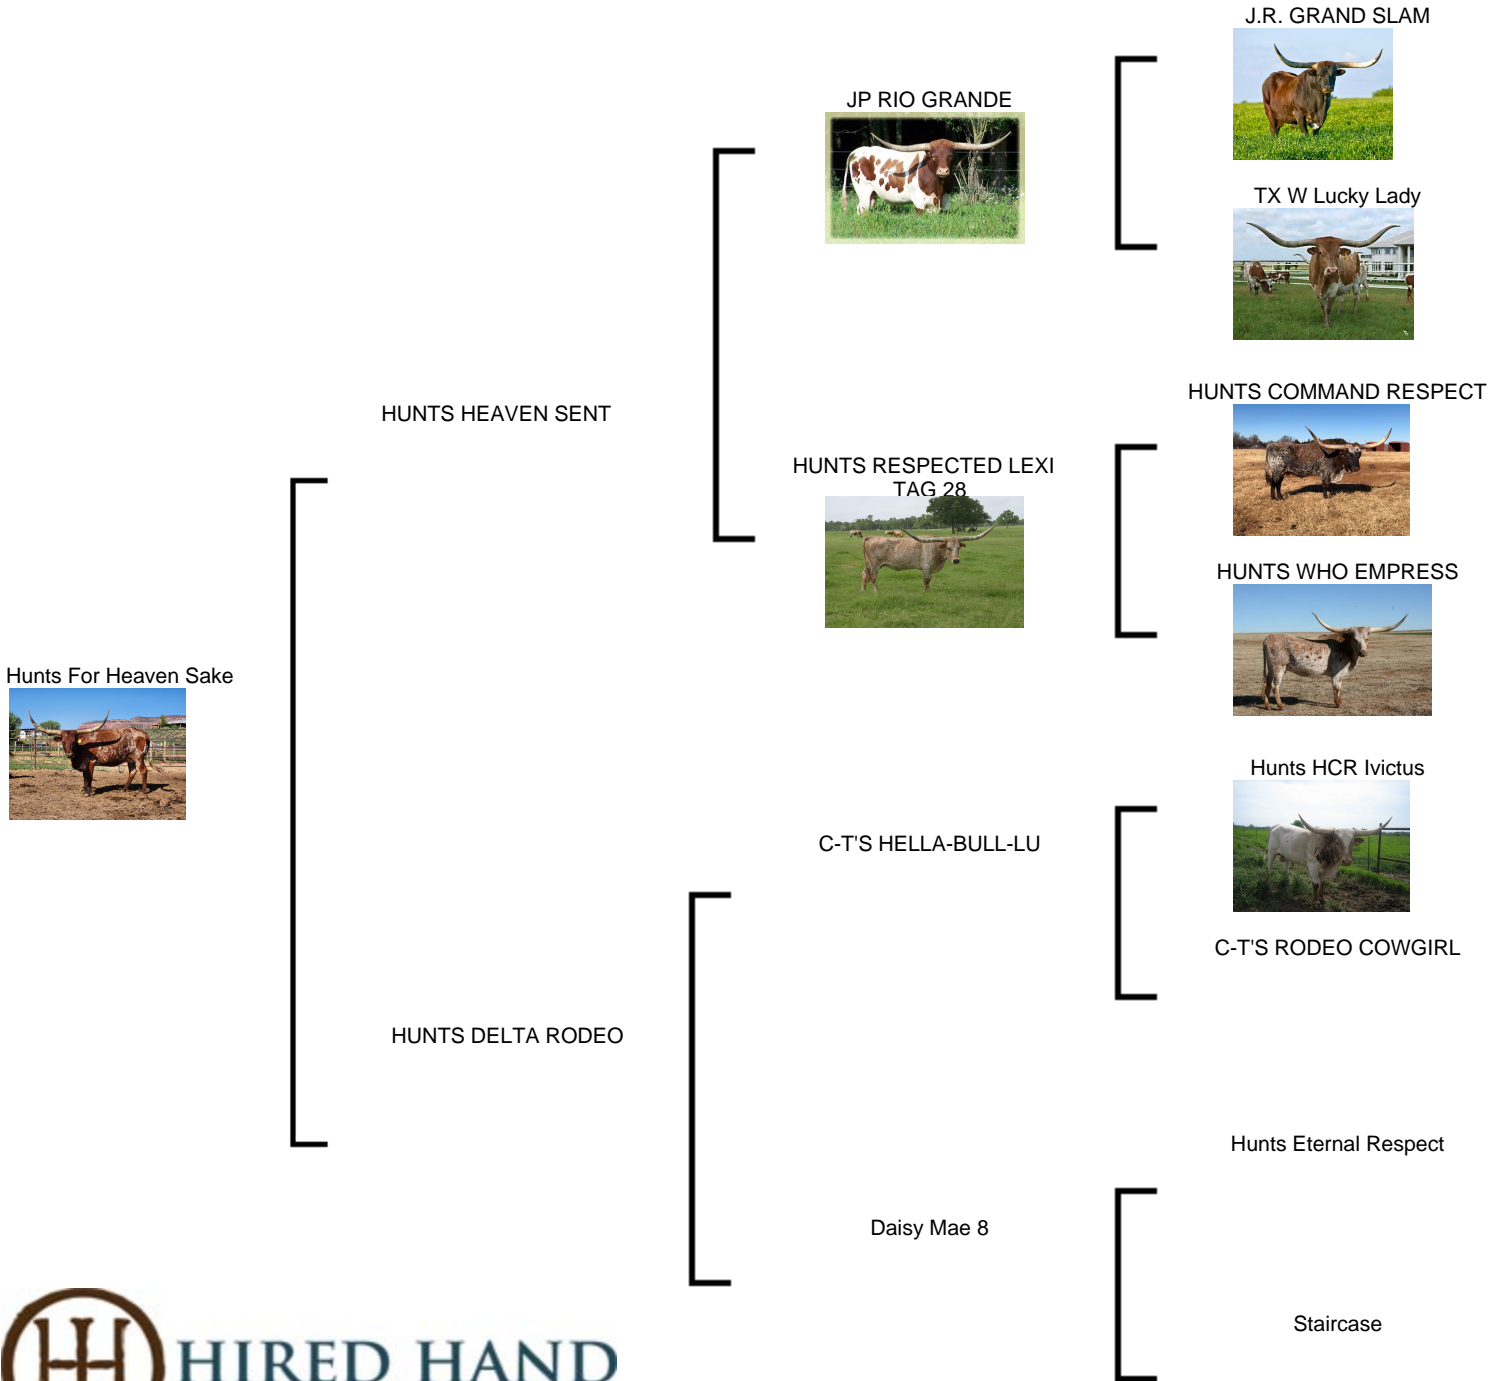 J.R. GRAND SLAM
JP RIO GRANDE
TX W Lucky Lady
HUNTS COMMAND RESPECT
HUNTS HEAVEN SENT
HUNTS RESPECTED LEXI
TAG 28
HUNTS WHO EMPRESS
Hunts For Heaven Sake
Hunts HCR Ivictus
C-T'S HELLA-BULL-LU
C-T'S RODEO COWGIRL
HUNTS DELTA RODEO
Hunts Eternal Respect
Daisy Mae 8
Staircase
HIRED HAND